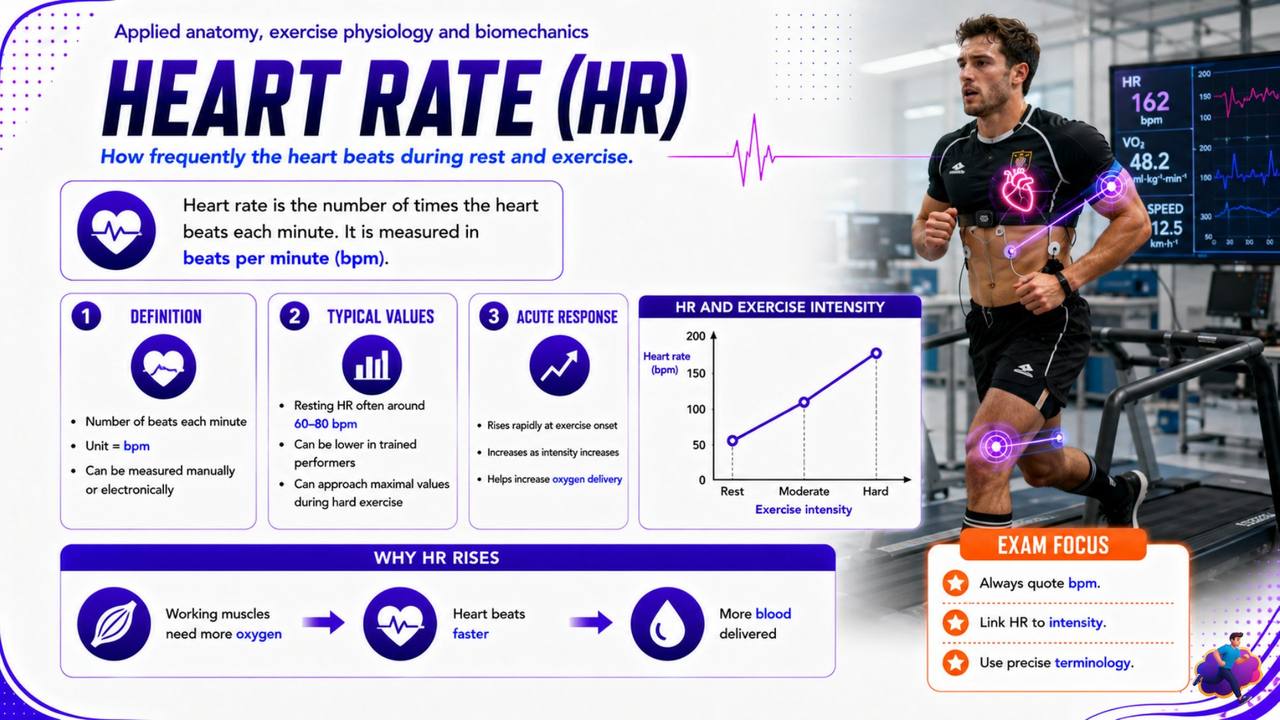 Applied anatomy, exercise physiology and biomechanics
HEART RATE (HR)
How frequently the heart beats during rest and exercise.
Heart rate is the number of times the heart
beats each minute. It is measured in
beats per minute (bpm).
1 DEFINITION
• Number of beats each minute
• Unit = bpm
• Can be measured manually
or electronically
2 TYPICAL VALUES
• Resting HR often around
60–80 bpm
• Can be lower in trained
performers
• Can approach maximal values
during hard exercise
3 ACUTE RESPONSE
• Rises rapidly at exercise onset
• Increases as intensity increases
• Helps increase oxygen delivery
HR AND EXERCISE INTENSITY
Heart rate
(bpm)
200
150
100
50
0
Rest Moderate Hard
Exercise intensity
WHY HR RISES
Working muscles
need more oxygen
Heart beats
faster
More blood
delivered
HR
162
bpm
VO₂
48.2
ml·kg⁻¹·min⁻¹
SPEED
12.5
km·h⁻¹
200
150
100
200
100
300
50
0 30
EXAM FOCUS
Always quote bpm.
Link HR to intensity.
Use precise terminology.